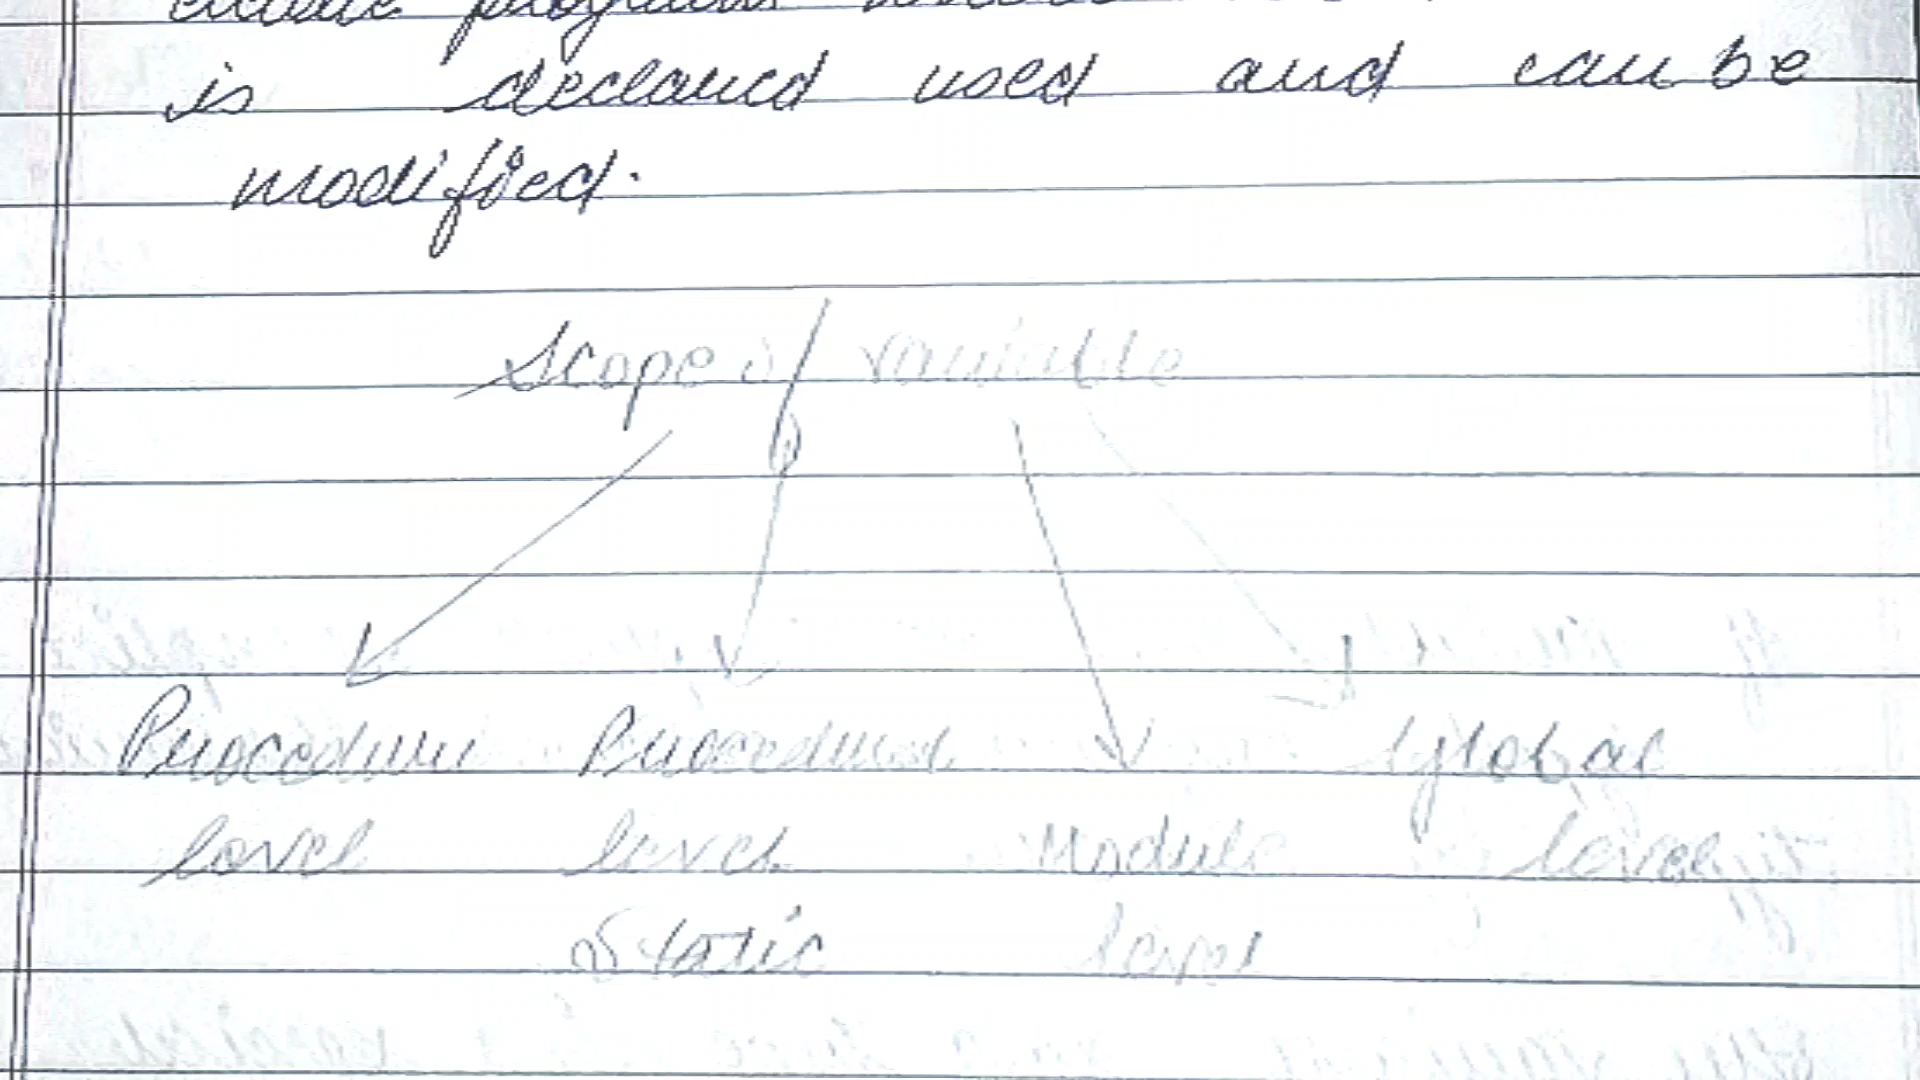 is declared used and can be
modified.
Scope of variable
Procedure Procedure Global
level level Module level
Static level